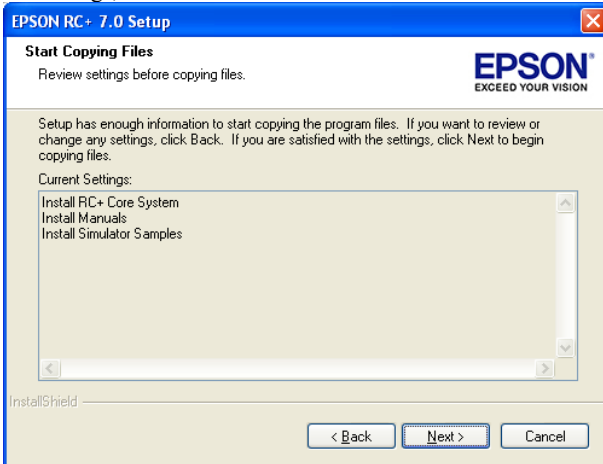 EPSON RC+ 7.0 Setup
Start Copying Files
Review settings before copying files.
EPSON®
EXCEED YOUR VISION
Setup has enough information to start copying the program files. If you want to review or
change any settings, click Back. If you are satisfied with the settings, click Next to begin
copying files.
Current Settings:
Install RC+ Core System
Install Manuals
Install Simulator Samples
InstallShield
< Back
Next >
Cancel